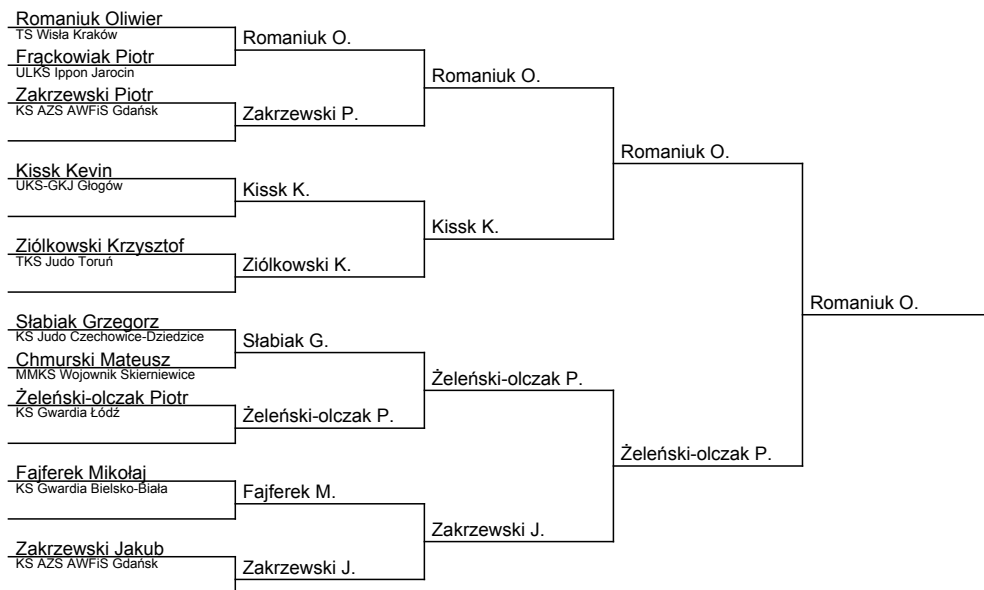 Romaniuk Oliwier
TS Wisła Kraków
Romaniuk O.
Frąckowiak Piotr
ULKS Ippon Jarocin
Romaniuk O.
Zakrzewski Piotr
KS AZS AWFiS Gdańsk
Zakrzewski P.
Romaniuk O.
Kissk Kevin
UKS-GKJ Głogów
Kissk K.
Kissk K.
Ziólkowski Krzysztof
TKS Judo Toruń
Ziólkowski K.
Romaniuk O.
Słabiak Grzegorz
KS Judo Czechowice-Dziedzice
Słabiak G.
Chmurski Mateusz
MMKS Wojownik Skierniewice
Żeleński-olczak P.
Żeleński-olczak Piotr
KS Gwardia Łódź
Żeleński-olczak P.
Żeleński-olczak P.
Fajferek Mikołaj
KS Gwardia Bielsko-Biała
Fajferek M.
Zakrzewski J.
Zakrzewski Jakub
KS AZS AWFiS Gdańsk
Zakrzewski J.